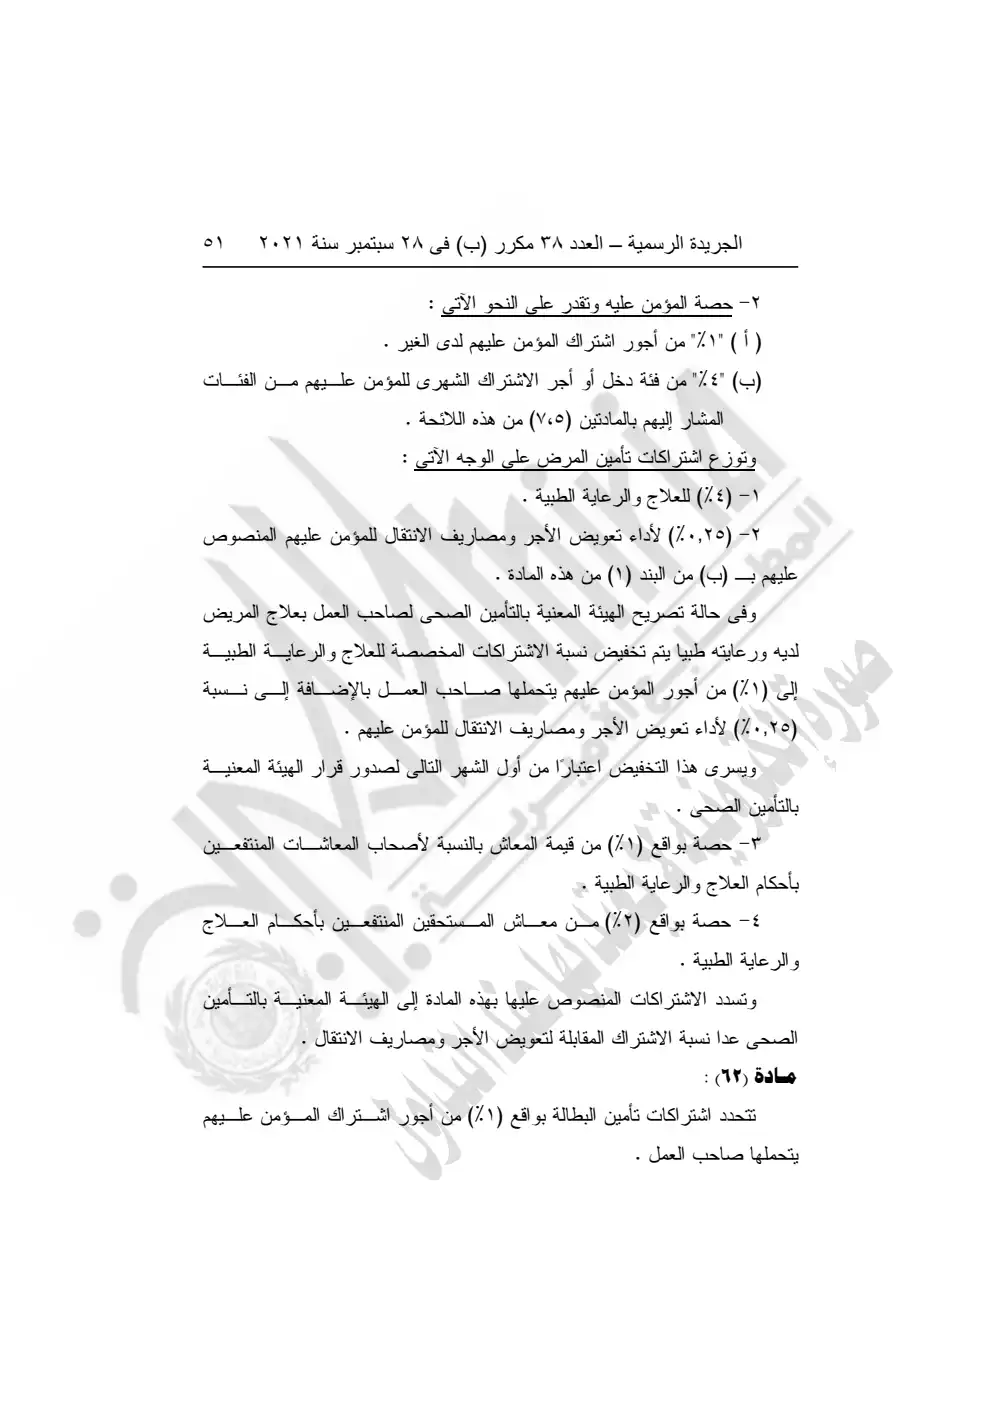 الجريدة الرسمية – العدد ٣٨ مكرر (ب) فى ٢٨ سبتمبر سنة ٢٠٢١ ٥١
٢- حصة المؤمن عليه وتقدر على النحو الآتى :
( أ ) "١٪" من أجور اشتراك المؤمن عليهم لدى الغير .
(ب) "٤٪" من فئة دخل أو أجر الاشتراك الشهرى للمؤمن عليهم من الفئات
المشار إليهم بالمادتين (٧،٥) من هذه اللائحة .
وتوزع اشتراكات تأمين المرض على الوجه الآتى :
١- (٤٪) للعلاج والرعاية الطبية .
٢- (٠,٢٥٪) لأداء تعويض الأجر ومصاريف الانتقال للمؤمن عليهم المنصوص
عليهم بـ (ب) من البند (١) من هذه المادة .
وفى حالة تصريح الهيئة المعنية بالتأمين الصحى لصاحب العمل بعلاج المريض
لديه ورعايته طبيا يتم تخفيض نسبة الاشتراكات المخصصة للعلاج والرعاية الطبية
إلى (١٪) من أجور المؤمن عليهم يتحملها صاحب العمل بالإضافة إلى نسبة
(٠,٢٥٪) لأداء تعويض الأجر ومصاريف الانتقال للمؤمن عليهم .
ويسرى هذا التخفيض اعتبارًا من أول الشهر التالى لصدور قرار الهيئة المعنية
بالتأمين الصحى .
٣- حصة بواقع (١٪) من قيمة المعاش بالنسبة لأصحاب المعاشات المنتفعين
بأحكام العلاج والرعاية الطبية .
٤- حصة بواقع (٢٪) من معاش المستحقين المنتفعين بأحكام العلاج
والرعاية الطبية .
وتسدد الاشتراكات المنصوص عليها بهذه المادة إلى الهيئة المعنية بالتأمين
الصحى عدا نسبة الاشتراك المقابلة لتعويض الأجر ومصاريف الانتقال .
مادة (٦٢) :
تتحدد اشتراكات تأمين البطالة بواقع (١٪) من أجور اشتراك المؤمن عليهم
يتحملها صاحب العمل .
صورة إلكترونية لا يعتد بها عند التداول